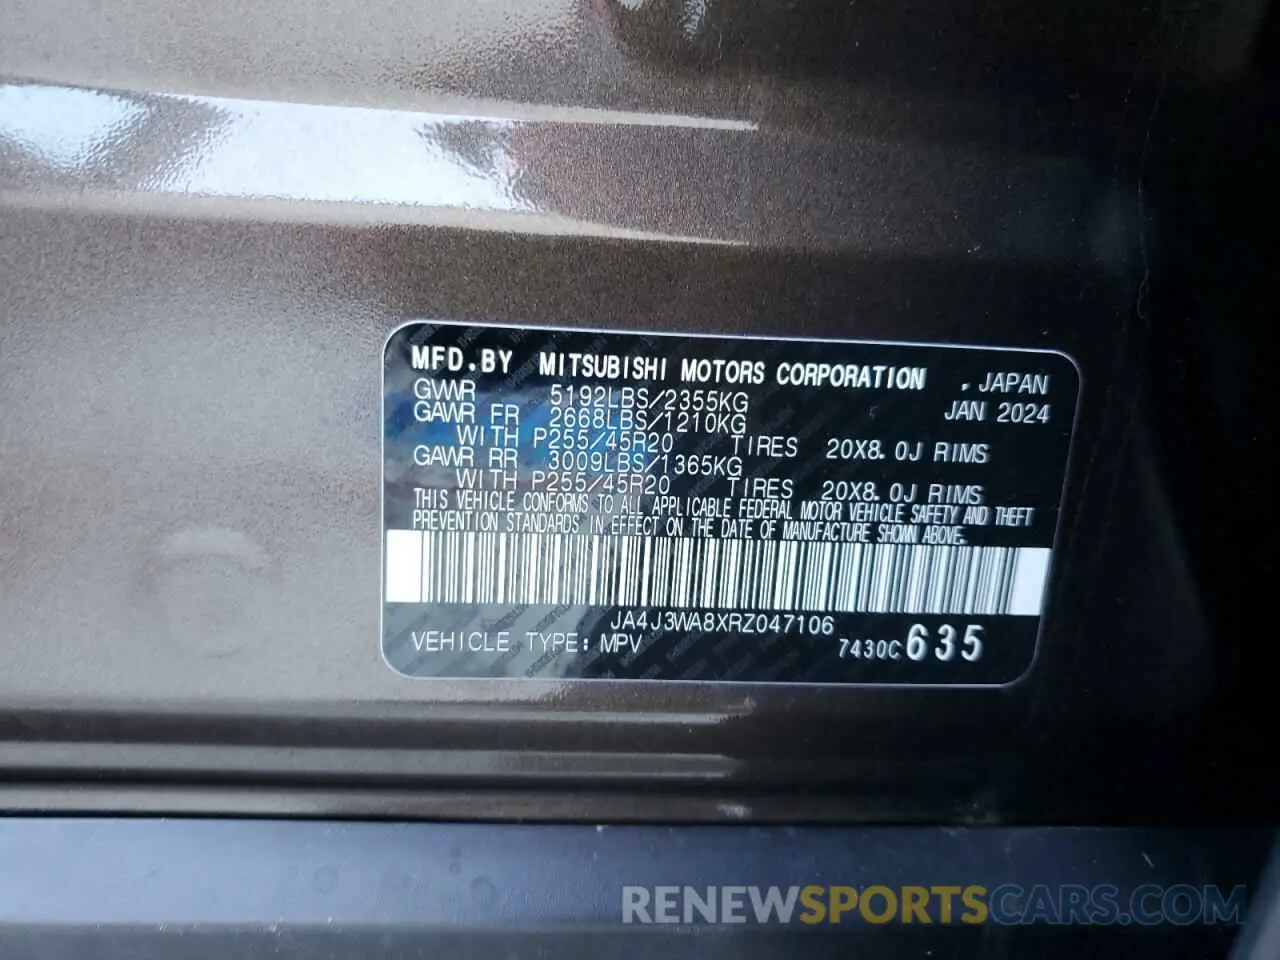 MFD.BY MITSUBISHI MOTORS CORPORATION . JAPAN
GVWR 5192LBS/2355KG JAN 2024
GAWR FR 2668LBS/1210KG
WITH P255/45R20 TIRES 20X8.0J RIMS
GAWR RR 3009LBS/1365KG
WITH P255/45R20 TIRES 20X8.0J RIMS
THIS VEHICLE CONFORMS TO ALL APPLICABLE FEDERAL MOTOR VEHICLE SAFETY AND THEFT
PREVENTION STANDARDS IN EFFECT ON THE DATE OF MANUFACTURE SHOWN ABOVE.
JA4J3WA8XRZ047106
VEHICLE TYPE: MPV 7430C635
RENEWSPORTSCARS.COM